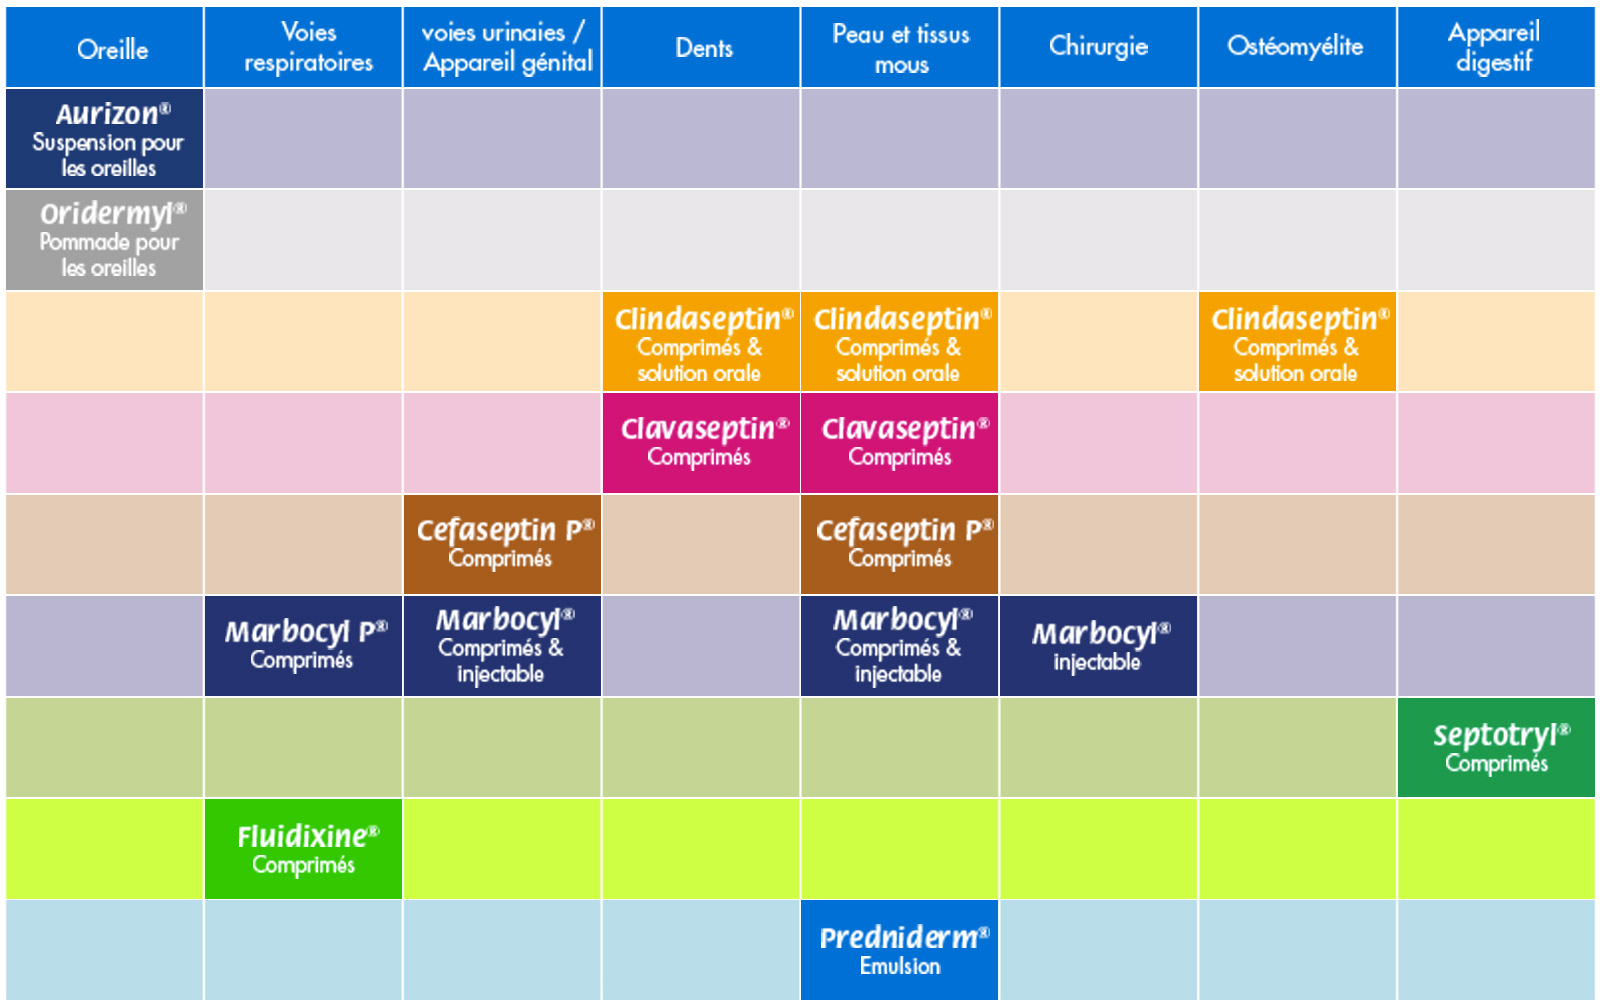 Oreille
Voies
respiratoires
voies urinaies /
Appareil génital
Dents
Peau et tissus
mous
Chirurgie
Ostéomyélite
Appareil
digestif
Aurizon®
Suspension pour
les oreilles
Oridermyl®
Pommade pour
les oreilles
Clindaseptin®
Comprimés &
solution orale
Clindaseptin®
Comprimés &
solution orale
Clindaseptin®
Comprimés &
solution orale
Clavaseptin®
Comprimés
Clavaseptin®
Comprimés
Cefaseptin P®
Comprimés
Cefaseptin P®
Comprimés
Marbocyl P®
Comprimés
Marbocyl®
Comprimés &
injectable
Marbocyl®
Comprimés &
injectable
Marbocyl®
injectable
Septotryl®
Comprimés
Fluidixine®
Comprimés
Predniderm®
Emulsion